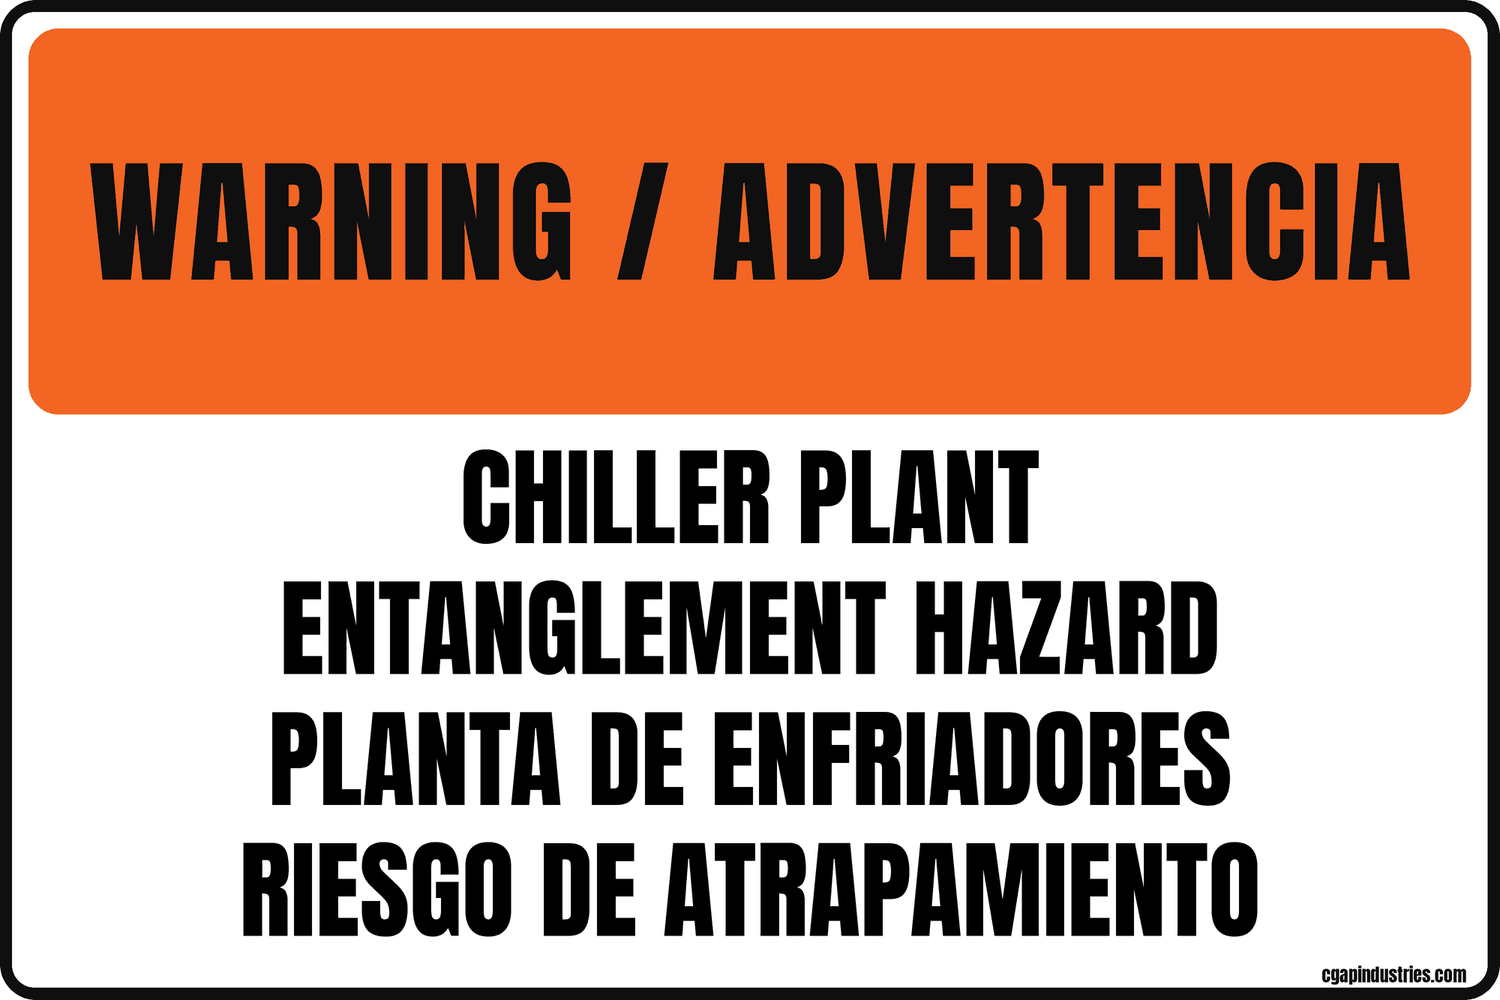 WARNING / ADVERTENCIA
CHILLER PLANT
ENTANGLEMENT HAZARD
PLANTA DE ENFRIADORES
RIESGO DE ATRAPAMIENTO
cgapindustries.com